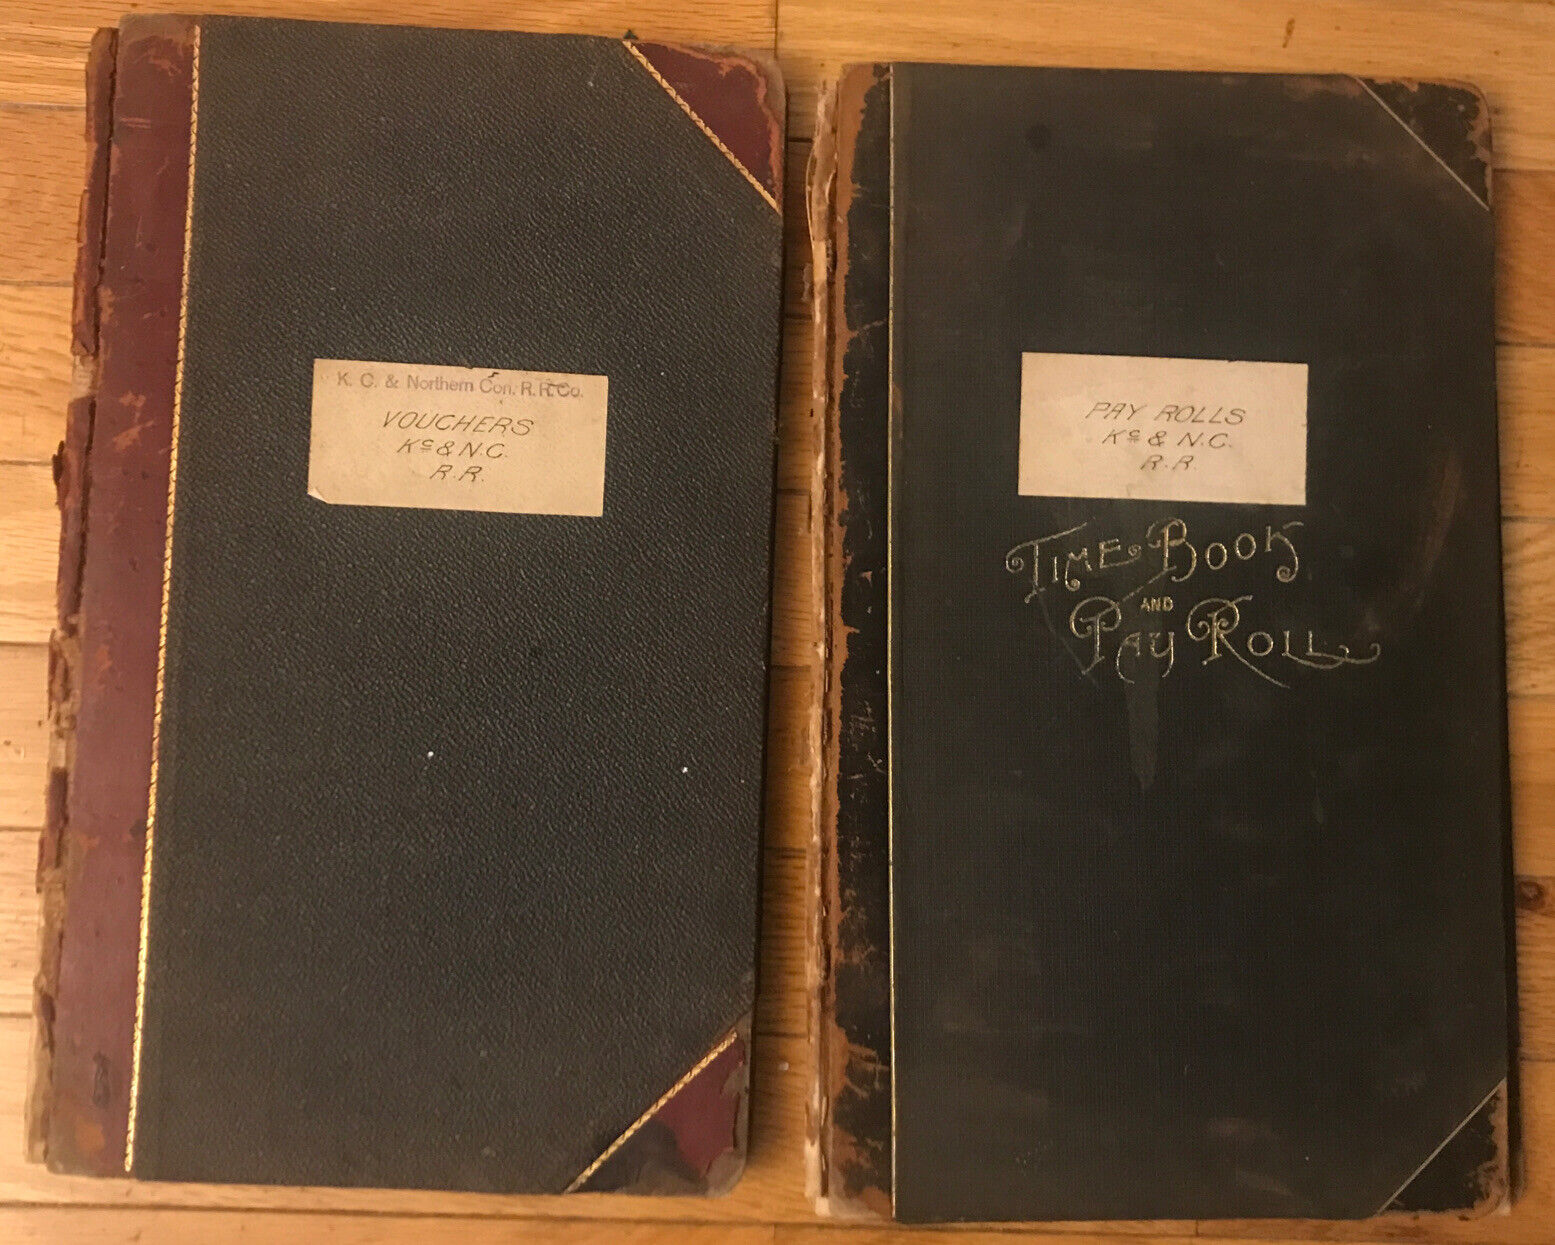 K. C. & Northern Con. R. R. Co.
VOUCHERS
Kc & N.C.
R.R.
PAY ROLLS
Kc & N.C.
R.R.
TIME BOOK
AND
PAY ROLL